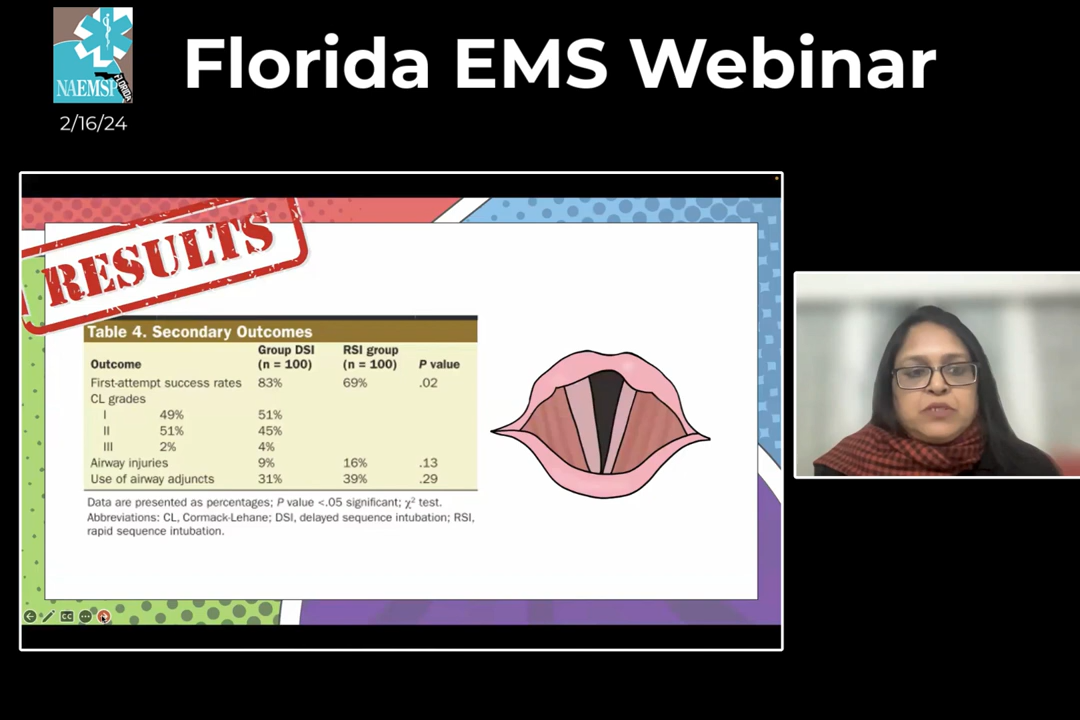 Florida EMS Webinar
NAEMSP
FLORIDA
2/16/24
RESULTS
Table 4. Secondary Outcomes
Outcome Group DSI (n = 100) RSI group (n = 100) P value
First-attempt success rates 83% 69% .02
CL grades
I 49% 51%
II 51% 45%
III 2% 4%
Airway injuries 9% 16% .13
Use of airway adjuncts 31% 39% .29
Data are presented as percentages; P value <.05 significant; χ² test.
Abbreviations: CL, Cormack-Lehane; DSI, delayed sequence intubation; RSI,
rapid sequence intubation.
CC